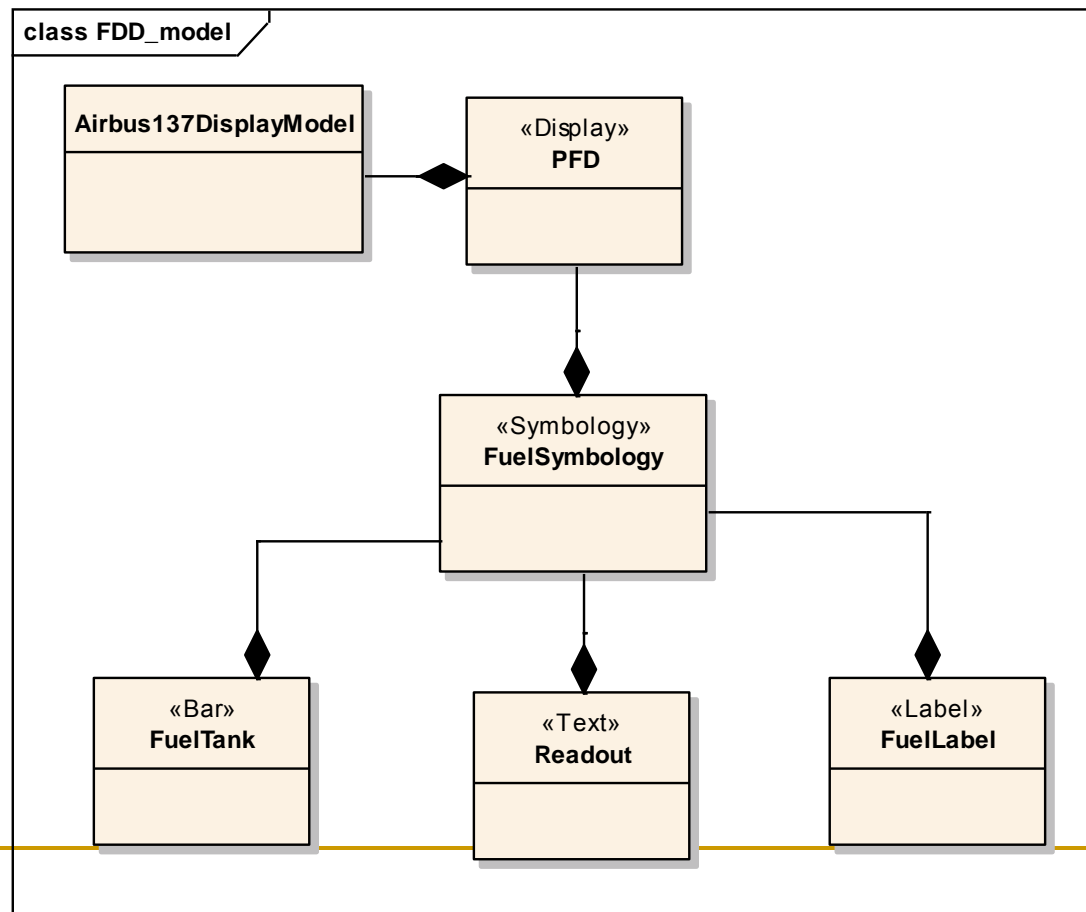 class FDD_model
Airbus137DisplayModel
«Display»
PFD
«Symbology»
FuelSymbology
«Bar»
FuelTank
«Text»
Readout
«Label»
FuelLabel